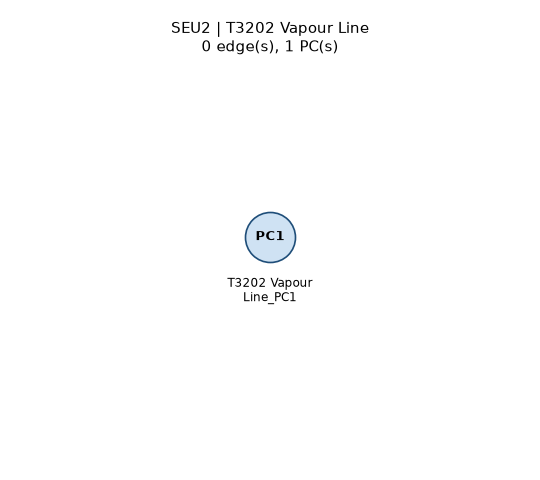 SEU2 | T3202 Vapour Line
0 edge(s), 1 PC(s)
PC1
T3202 Vapour
Line_PC1